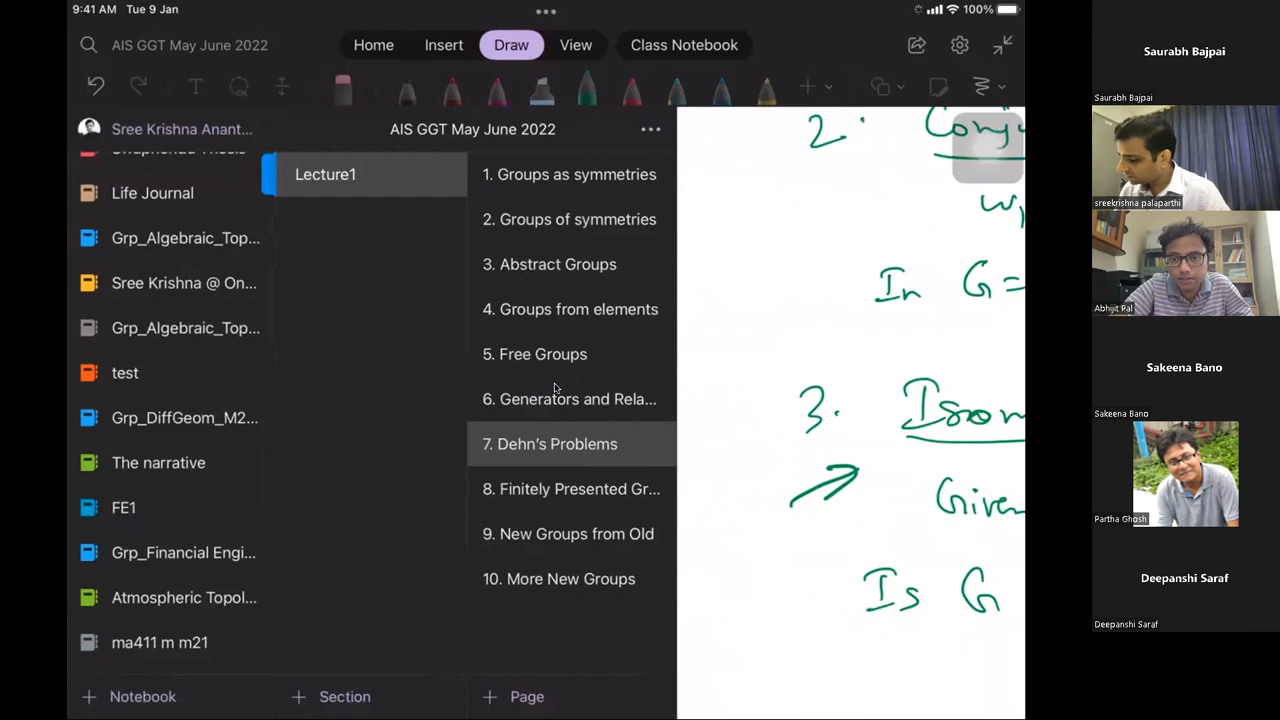 9:41 AM Tue 9 Jan
100%
AIS GGT May June 2022
Home
Insert
Draw
View
Class Notebook
Sree Krishna Anant...
Life Journal
Grp_Algebraic_Top...
Sree Krishna @ On...
Grp_Algebraic_Top...
test
Grp_DiffGeom_M2...
The narrative
FE1
Grp_Financial Engi...
Atmospheric Topol...
ma411 m m21
+ Notebook
Lecture1
+ Section
AIS GGT May June 2022
1. Groups as symmetries
2. Groups of symmetries
3. Abstract Groups
4. Groups from elements
5. Free Groups
6. Generators and Rela...
7. Dehn's Problems
8. Finitely Presented Gr...
9. New Groups from Old
10. More New Groups
+ Page
2. Conju
w₁
In G =
3. Isom
Given
Is G
Saurabh Bajpai
Saurabh Bajpai
sreekrishna palaparthi
Abhijit Pal
Sakeena Bano
Sakeena Bano
Partha Ghosh
Deepanshi Saraf
Deepanshi Saraf